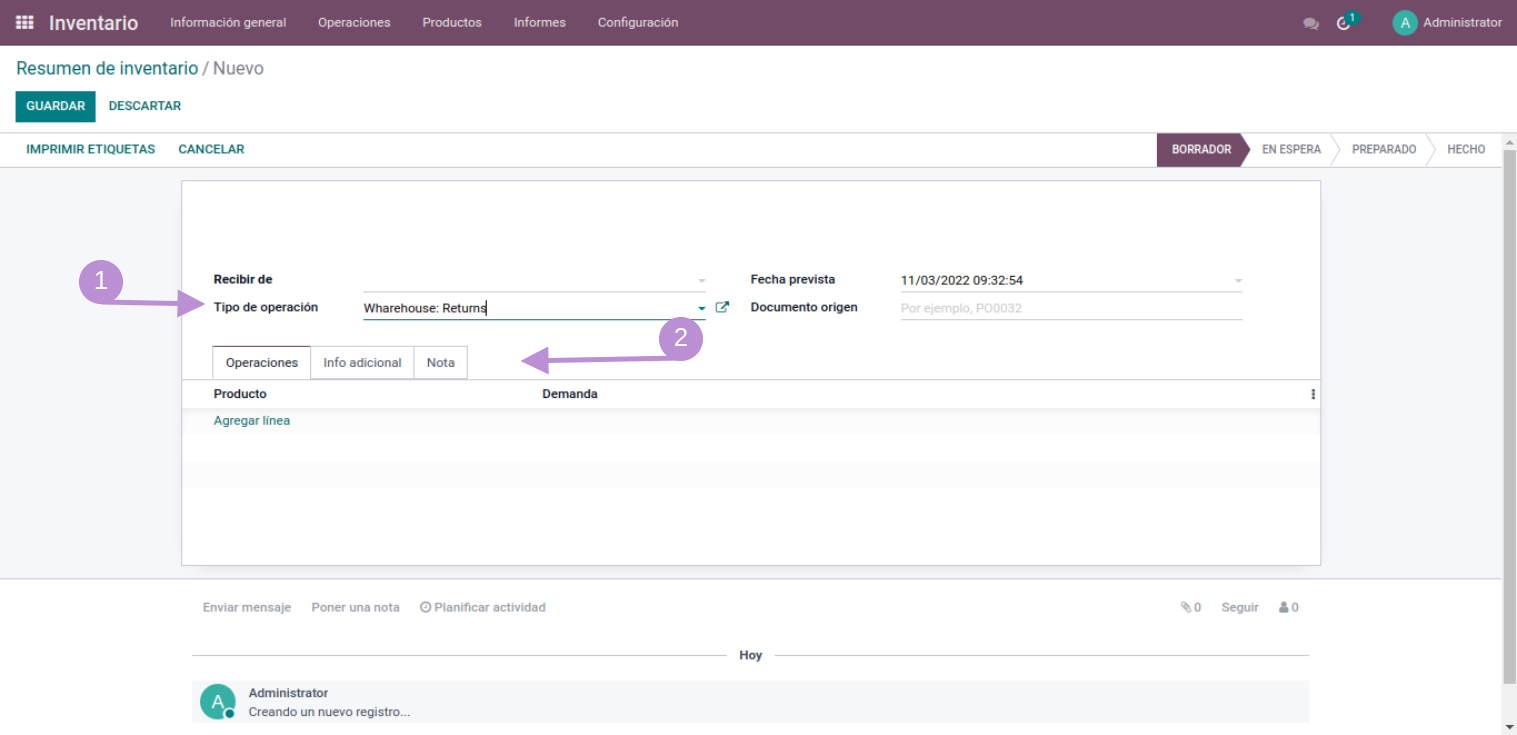 Inventario Información general Operaciones Productos Informes Configuración 1 A Administrator
Resumen de inventario / Nuevo
GUARDAR DESCARTAR
IMPRIMIR ETIQUETAS CANCELAR BORRADOR EN ESPERA PREPARADO HECHO
1
Recibir de Fecha prevista 11/03/2022 09:32:54
Tipo de operación Wharehouse: Returns Documento origen Por ejemplo, PO0032
2
Operaciones Info adicional Nota
Producto Demanda
Agregar línea
Enviar mensaje Poner una nota Planificar actividad 0 Seguir 0
Hoy
A Administrator
Creando un nuevo registro...